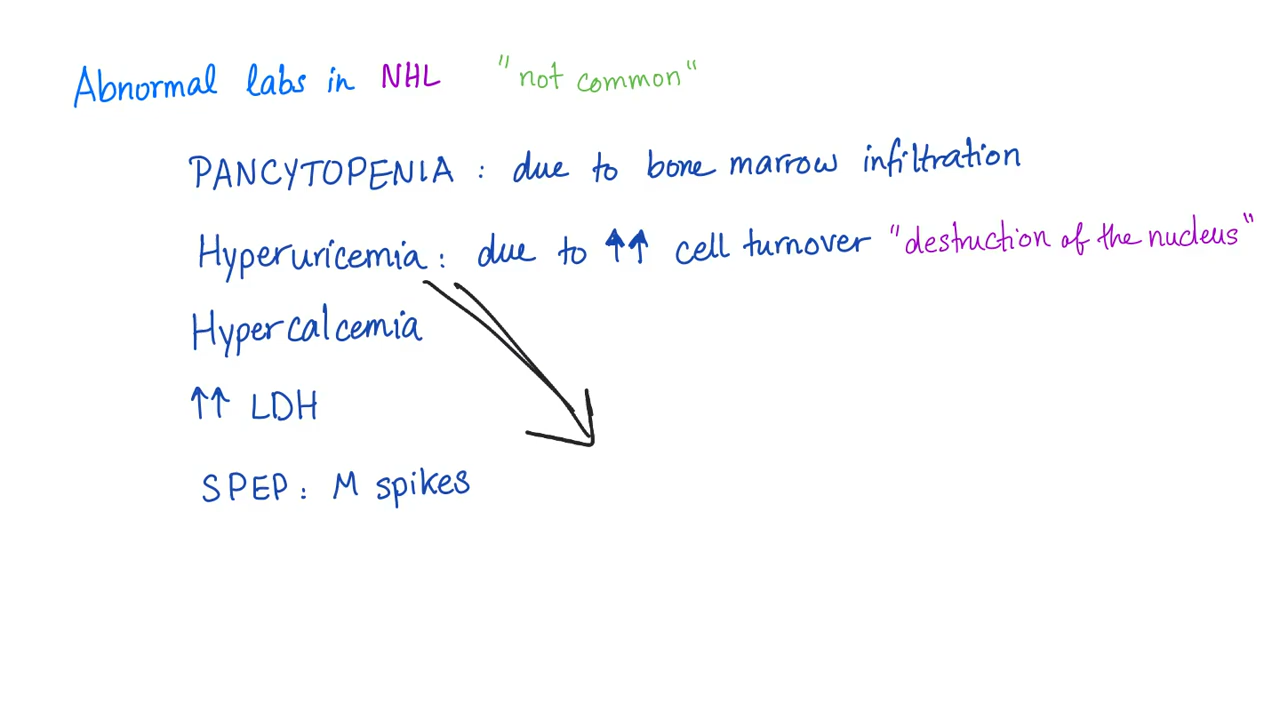 Abnormal labs in NHL "not common"
PANCYTOPENIA : due to bone marrow infiltration
Hyperuricemia : due to ↑↑ cell turnover "destruction of the nucleus"
Hypercalcemia
↑↑ LDH
SPEP : M spikes